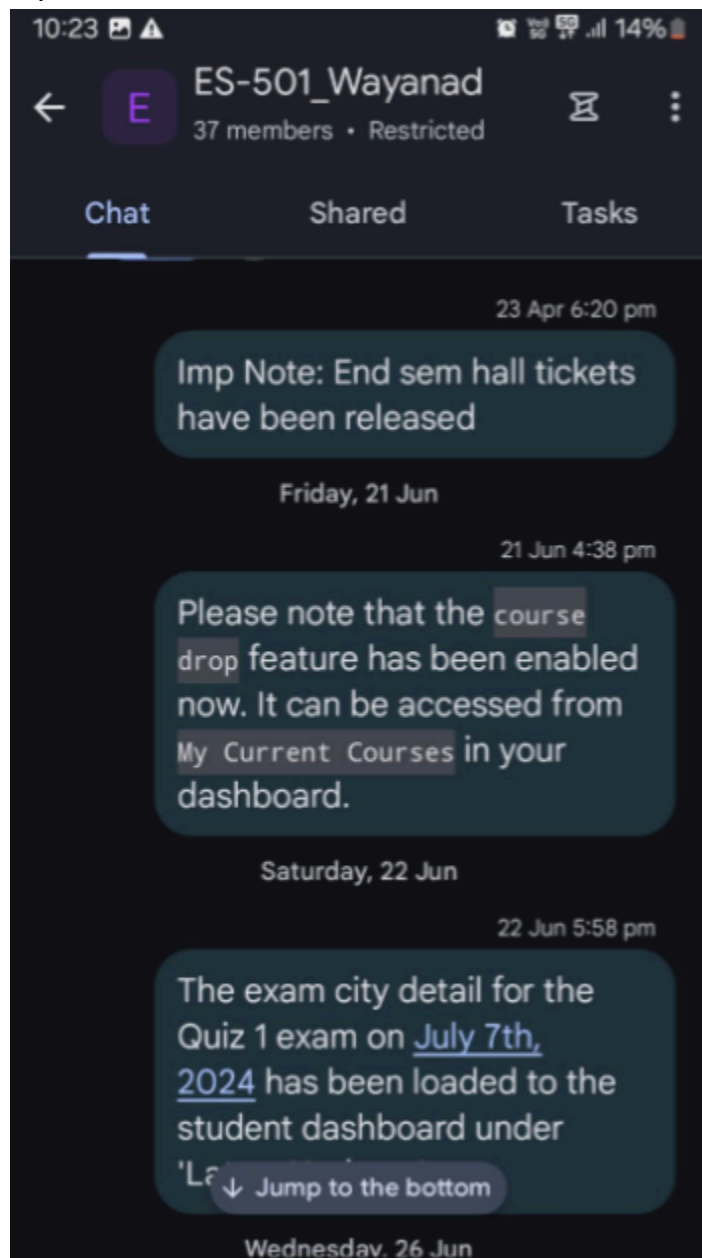 10:23 14%
E
ES-501_Wayanad
37 members • Restricted
Chat Shared Tasks
23 Apr 6:20 pm
Imp Note: End sem hall tickets
have been released
Friday, 21 Jun
21 Jun 4:38 pm
Please note that the course
drop feature has been enabled
now. It can be accessed from
My Current Courses in your
dashboard.
Saturday, 22 Jun
22 Jun 5:58 pm
The exam city detail for the
Quiz 1 exam on July 7th,
2024 has been loaded to the
student dashboard under
↓ Jump to the bottom
Wednesday, 26 Jun